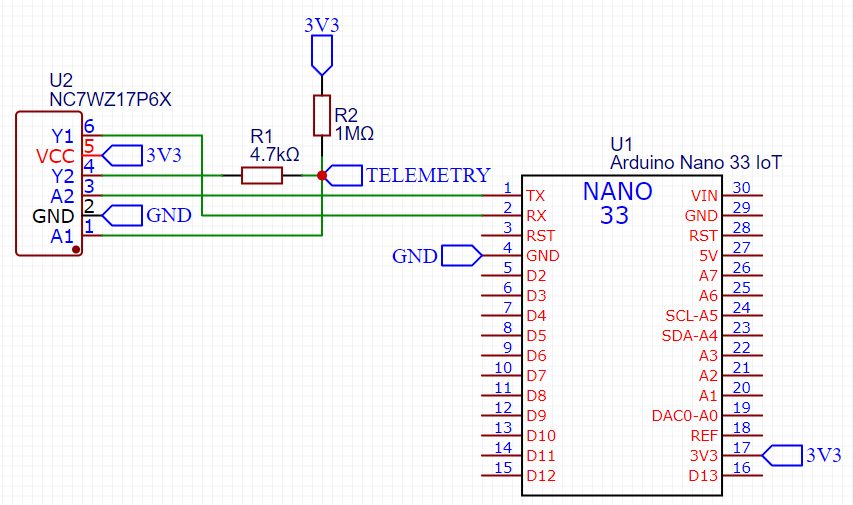 3V3
U2
NC7WZ17P6X
R2
1MΩ
R1
4.7kΩ
Y1 6
VCC 5 3V3
Y2 4
A2 3
GND 2 GND
A1 1
TELEMETRY
U1
Arduino Nano 33 IoT
NANO
33
1 TX VIN 30
2 RX GND 29
3 RST RST 28
GND 4 GND 5V 27
5 D2 A7 26
6 D3 A6 25
7 D4 SCL-A5 24
8 D5 SDA-A4 23
9 D6 A3 22
10 D7 A2 21
11 D8 A1 20
12 D9 DAC0-A0 19
13 D10 REF 18
14 D11 3V3 17 3V3
15 D12 D13 16